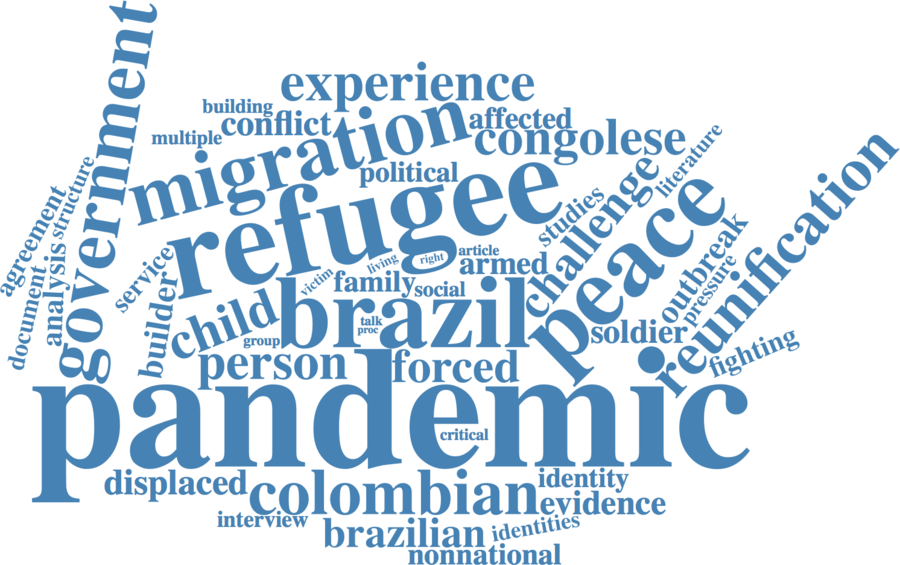 government
experience
building
conflict
affected
multiple
migration
congolese
political
literature
refugee
studies
challenge
reunification
peace
agreement
structure
analysis
document
service
builder
child
victim
living
right
article
armed
family
social
outbreak
pressure
brazil
talk
proc
group
soldier
fighting
person
forced
pandemic
critical
displaced
colombian
identity
evidence
interview
brazilian
identities
nonnational